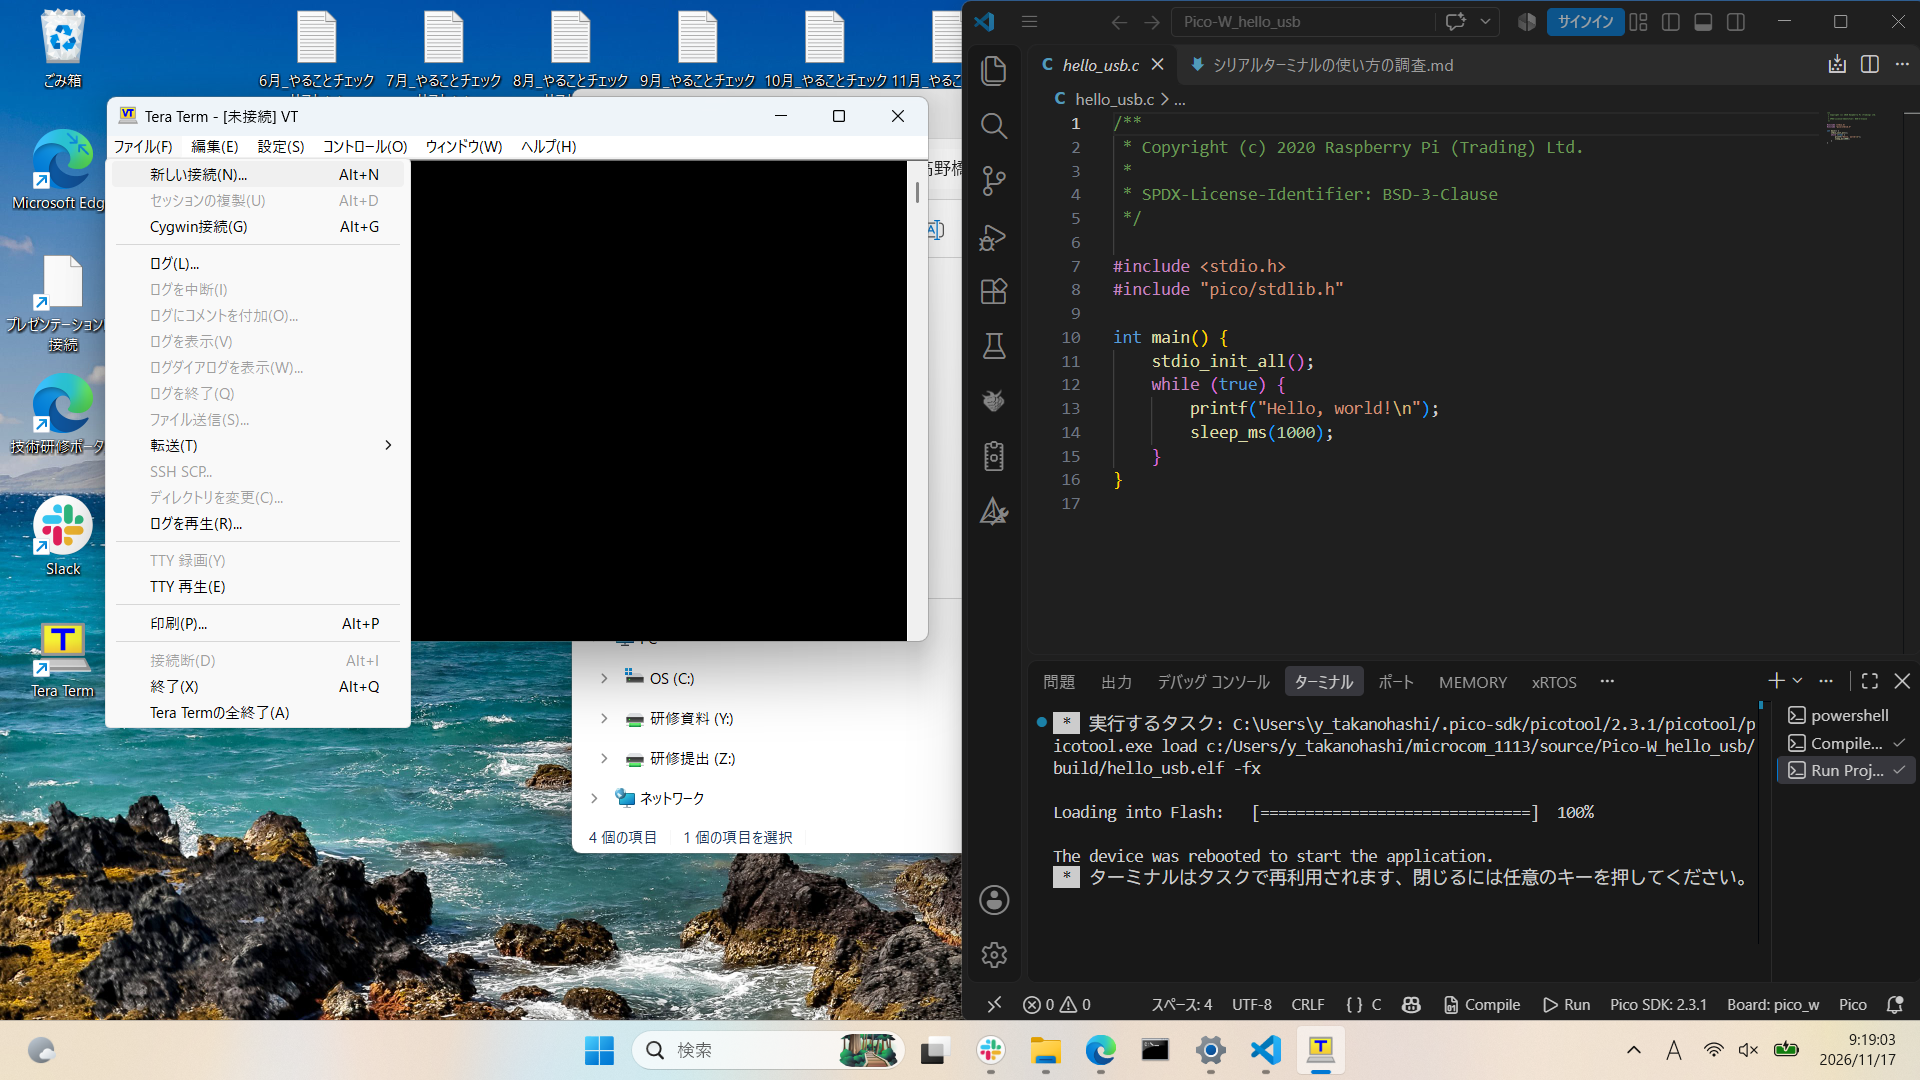 ごみ箱
6月_やることチェック
7月_やることチェック
8月_やることチェック
9月_やることチェック
10月_やることチェック
11月_やるこ
Microsoft Edg
プレゼンテーション
接続
技術研修ポータ
Slack
Tera Term
Tera Term - [未接続] VT
ファイル(F) 編集(E) 設定(S) コントロール(O) ウィンドウ(W) ヘルプ(H)
新しい接続(N)... Alt+N
セッションの複製(U) Alt+D
Cygwin接続(G) Alt+G
ログ(L)...
ログを中断(I)
ログにコメントを付加(O)...
ログを表示(V)
ログダイアログを表示(W)...
ログを終了(Q)
ファイル送信(S)...
転送(T)
SSH SCP...
ディレクトリを変更(C)...
ログを再生(R)...
TTY 録画(Y)
TTY 再生(E)
印刷(P)... Alt+P
接続断(D) Alt+I
終了(X) Alt+Q
Tera Termの全終了(A)
高野橋
OS (C:)
研修資料 (Y:)
研修提出 (Z:)
ネットワーク
4 個の項目 1 個の項目を選択
Pico-W_hello_usb
サインイン
C hello_usb.c
シリアルターミナルの使い方の調査.md
C hello_usb.c > ...
1 /**
2 * Copyright (c) 2020 Raspberry Pi (Trading) Ltd.
3 *
4 * SPDX-License-Identifier: BSD-3-Clause
5 */
6
7 #include <stdio.h>
8 #include "pico/stdlib.h"
9
10 int main() {
11 stdio_init_all();
12 while (true) {
13 printf("Hello, world!\n");
14 sleep_ms(1000);
15 }
16 }
17
問題 出力 デバッグ コンソール ターミナル ポート MEMORY XRTOS ...
* 実行するタスク: C:\Users\y_takanohashi/.pico-sdk/picotool/2.3.1/picotool/p
icotool.exe load c:/Users/y_takanohashi/microcom_1113/source/Pico-W_hello_usb/
build/hello_usb.elf -fx
Loading into Flash: [==============================] 100%
The device was rebooted to start the application.
* ターミナルはタスクで再利用されます、閉じるには任意のキーを押してください。
powershell
Compile...
Run Proj...
0 0 スペース: 4 UTF-8 CRLF {} C Compile Run Pico SDK: 2.3.1 Board: pico_w Pico
検索
A
9:19:03
2026/11/17